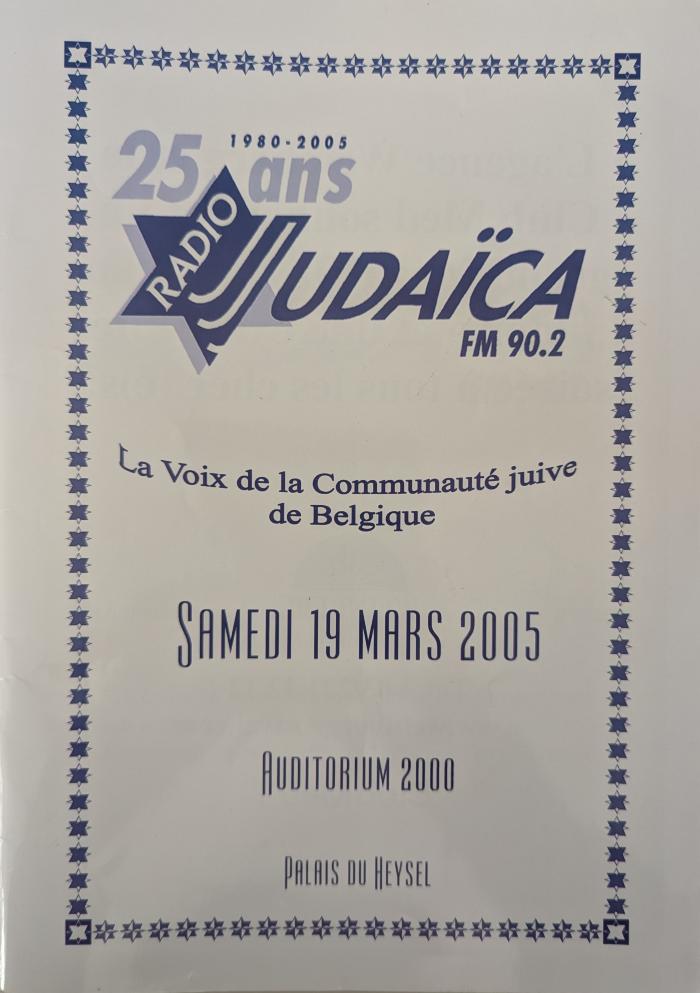 1980-2005
25 ans
RADIO
JUDAÏCA
FM 90.2
La Voix de la Communauté juive
de Belgique
SAMEDI 19 MARS 2005
AUDITORIUM 2000
PALAIS DU HEYSEL